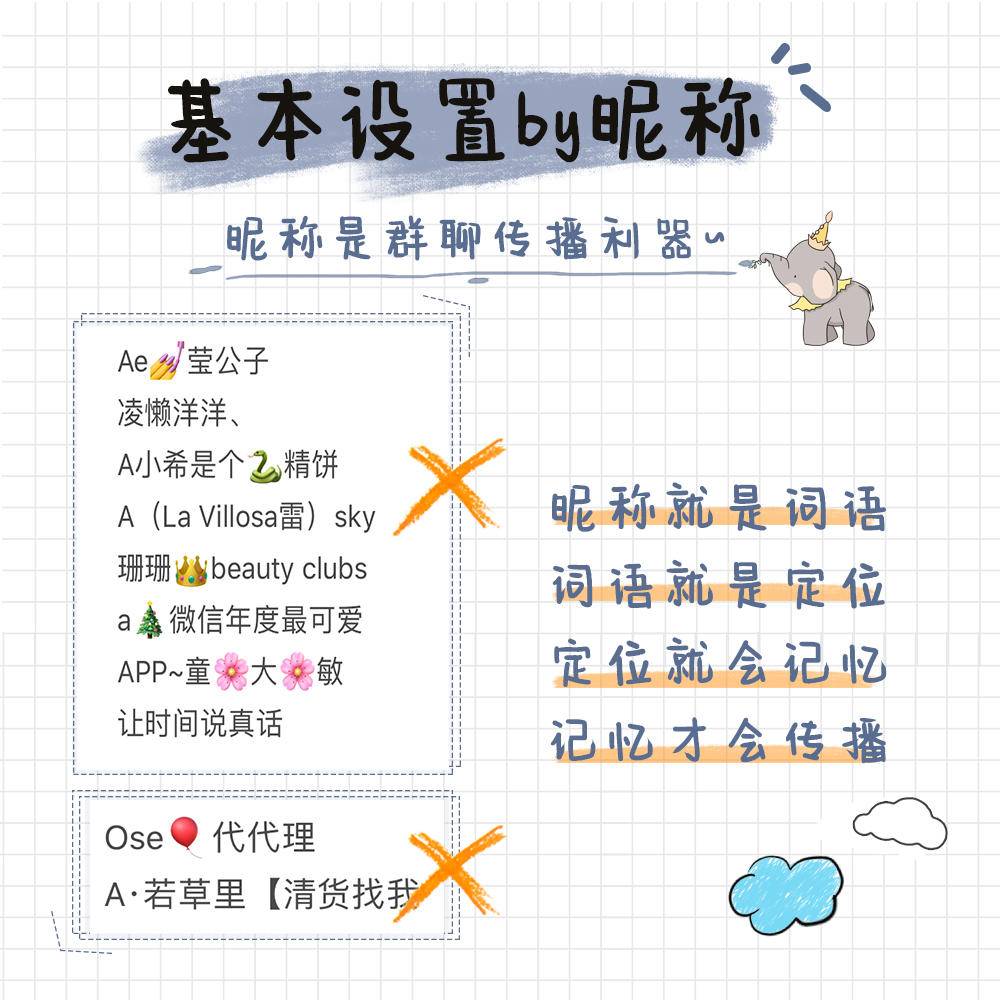 基本设置by昵称
昵称是群聊传播利器~
Ae💅莹公子
凌懒洋洋、
A小希是个🐍精饼
A（La Villosa雷）sky
珊珊👑beauty clubs
a🎄微信年度最可爱
APP~童🌸大🌸敏
让时间说真话
Ose🎈代代理
A·若草里【清货找我
昵称就是词语
词语就是定位
定位就会记忆
记忆才会传播